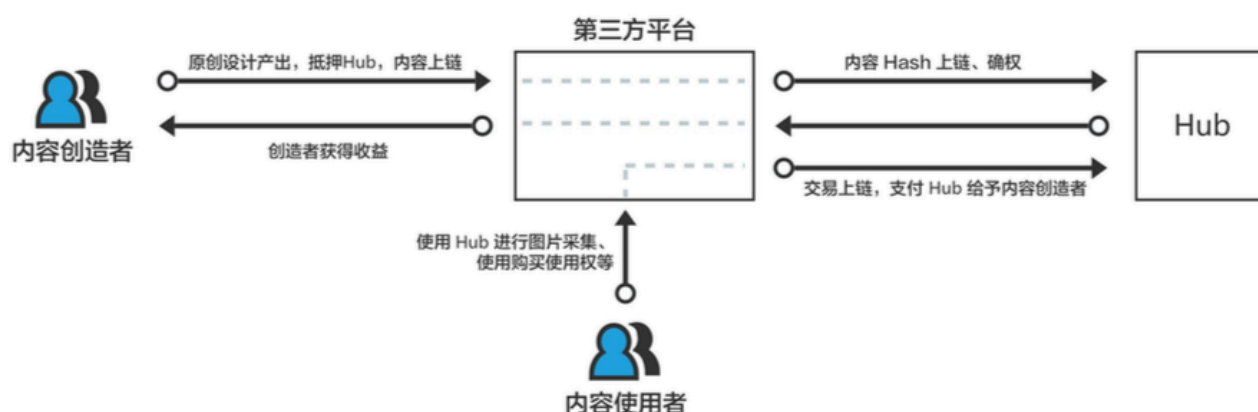 第三方平台
原创设计产出，抵押Hub，内容上链
内容 Hash 上链、确权
内容创造者
创造者获得收益
Hub
交易上链，支付 Hub 给予内容创造者
使用 Hub 进行图片采集、
使用购买使用权等
内容使用者